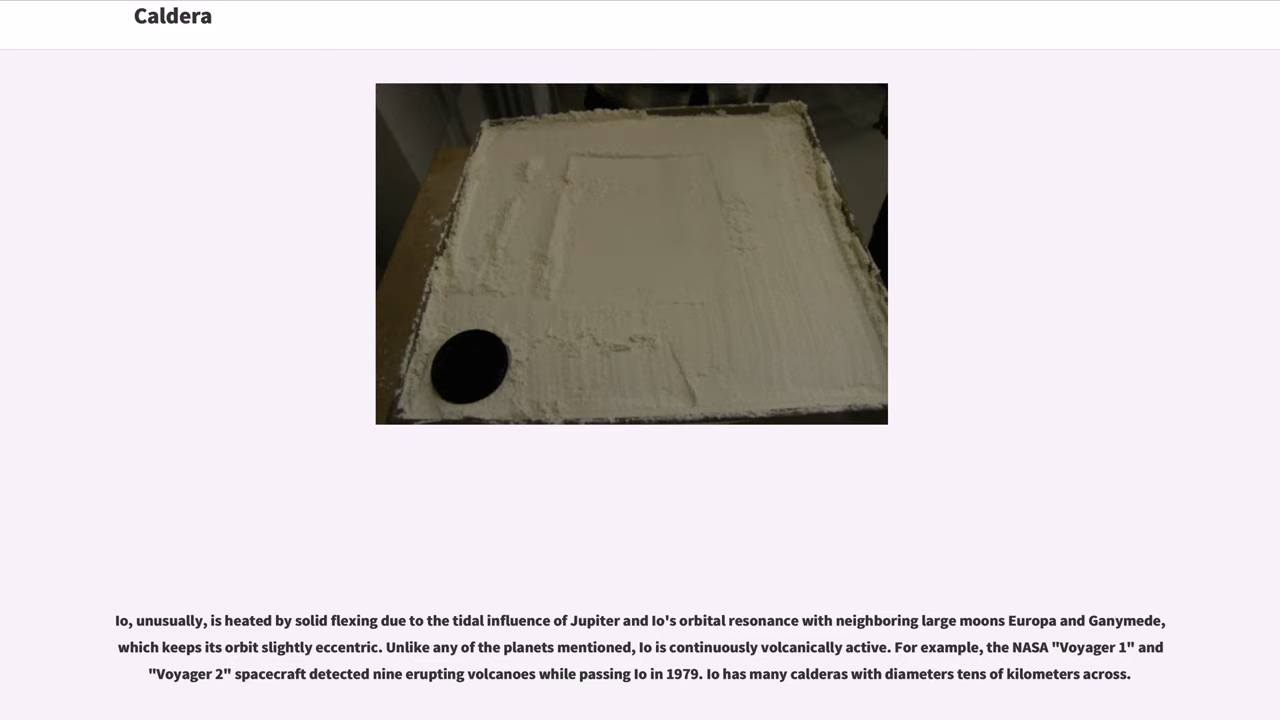 Caldera
Io, unusually, is heated by solid flexing due to the tidal influence of Jupiter and Io's orbital resonance with neighboring large moons Europa and Ganymede,
which keeps its orbit slightly eccentric. Unlike any of the planets mentioned, Io is continuously volcanically active. For example, the NASA "Voyager 1" and
"Voyager 2" spacecraft detected nine erupting volcanoes while passing Io in 1979. Io has many calderas with diameters tens of kilometers across.